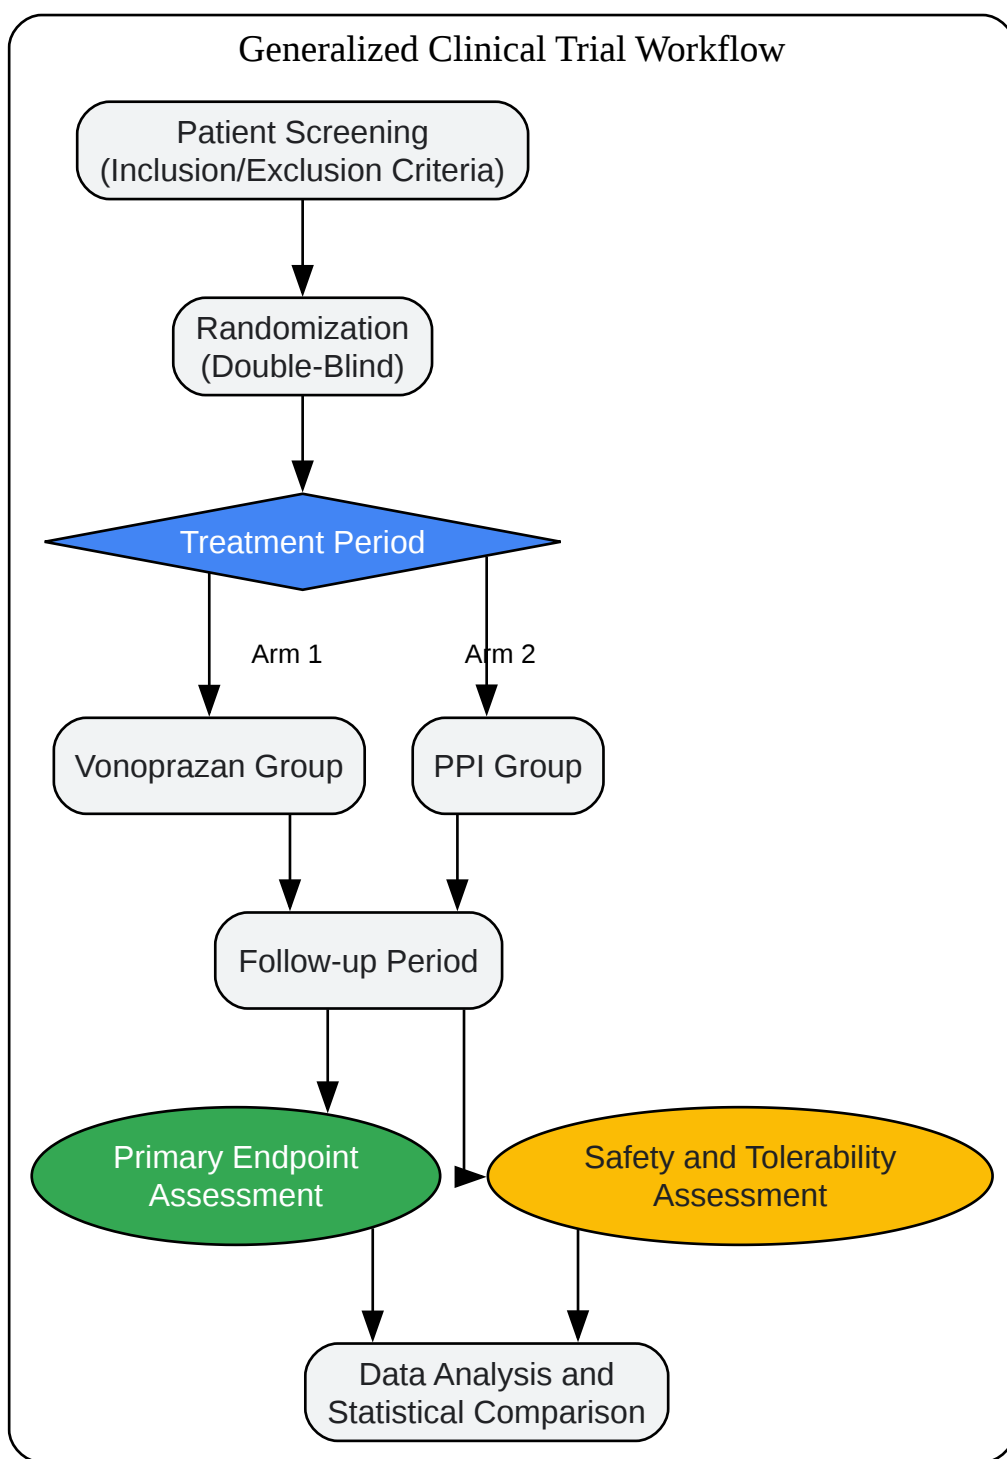 Generalized Clinical Trial Workflow
Patient Screening
(Inclusion/Exclusion Criteria)
Randomization
(Double-Blind)
Treatment Period
Arm 1
Arm 2
Vonoprazan Group
PPI Group
Follow-up Period
Primary Endpoint
Assessment
Safety and Tolerability
Assessment
Data Analysis and
Statistical Comparison